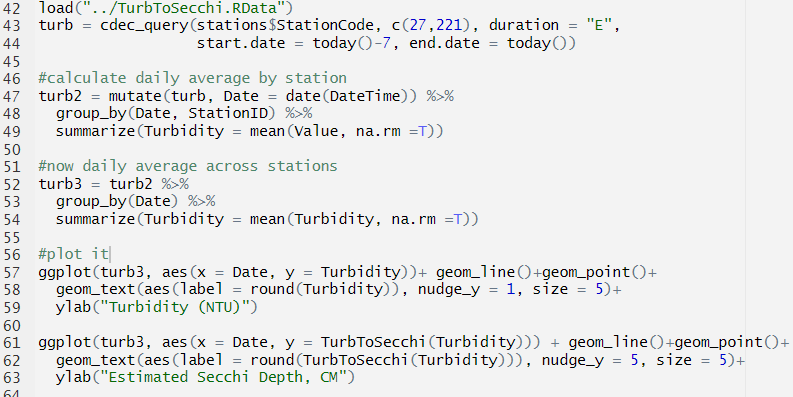 42 load("../TurbToSecchi.RData")
43 turb = cdec_query(stations$StationCode, c(27,221), duration = "E",
44 start.date = today()-7, end.date = today())
45
46 #calculate daily average by station
47 turb2 = mutate(turb, Date = date(DateTime)) %>%
48 group_by(Date, StationID) %>%
49 summarize(Turbidity = mean(Value, na.rm =T))
50
51 #now daily average across stations
52 turb3 = turb2 %>%
53 group_by(Date) %>%
54 summarize(Turbidity = mean(Turbidity, na.rm =T))
55
56 #plot it
57 ggplot(turb3, aes(x = Date, y = Turbidity))+ geom_line()+geom_point()+
58 geom_text(aes(label = round(Turbidity)), nudge_y = 1, size = 5)+
59 ylab("Turbidity (NTU)")
60
61 ggplot(turb3, aes(x = Date, y = TurbToSecchi(Turbidity))) + geom_line()+geom_point()+
62 geom_text(aes(label = round(TurbToSecchi(Turbidity))), nudge_y = 5, size = 5)+
63 ylab("Estimated Secchi Depth, CM")
64